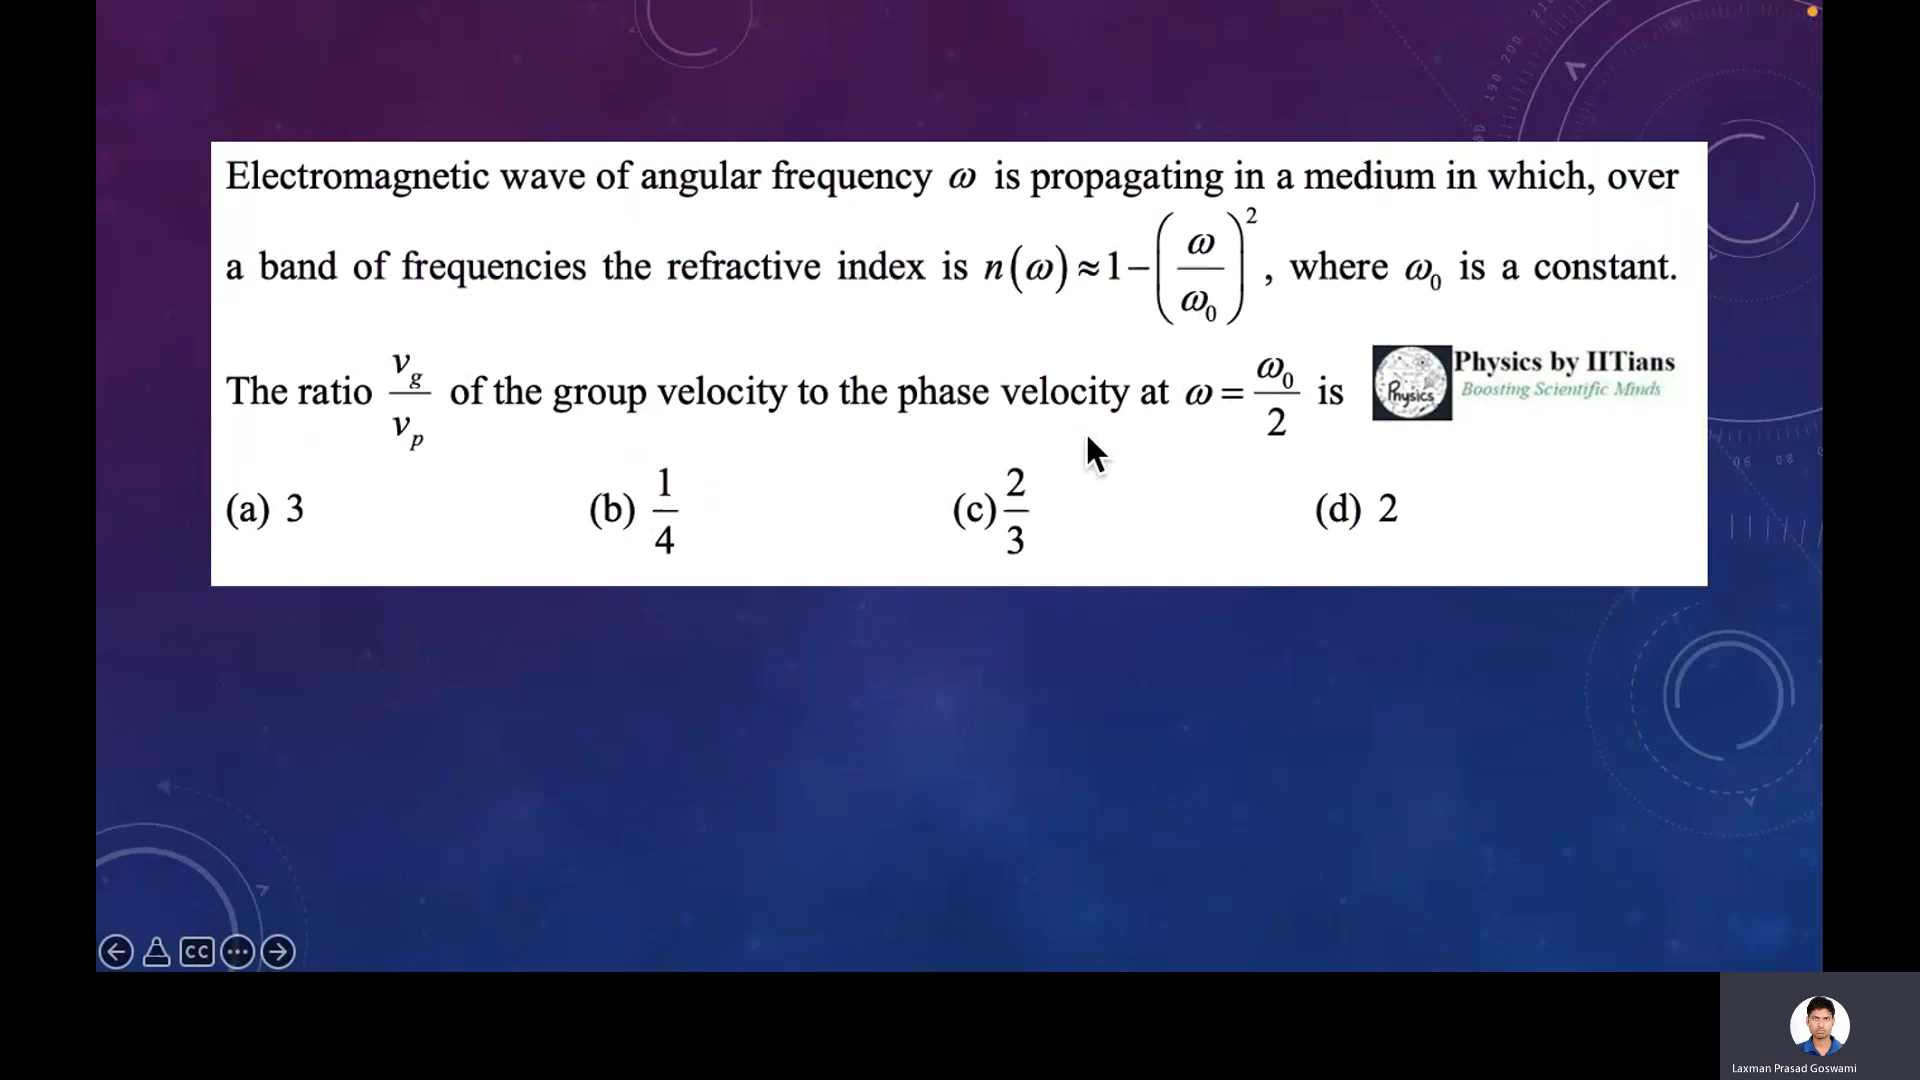 Electromagnetic wave of angular frequency ω is propagating in a medium in which, over
a band of frequencies the refractive index is n(ω)≈1−(ω/ω₀)², where ω₀ is a constant.
The ratio v_g/v_p of the group velocity to the phase velocity at ω=ω₀/2 is
Physics by IITians
Boosting Scientific Minds
Physics
(a) 3 (b) 1/4 (c) 2/3 (d) 2
CC
Laxman Prasad Goswami